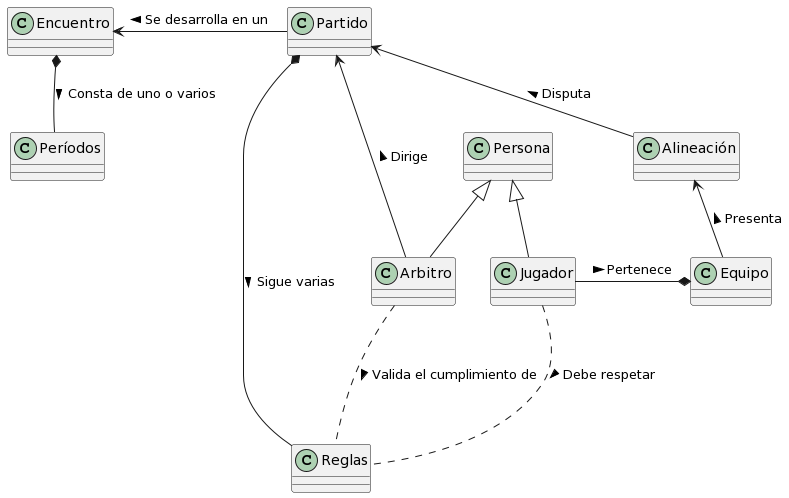 C Encuentro
Se desarrolla en un
C Partido
Consta de uno o varios
Disputa
C Períodos
Dirige
C Persona
C Alineación
Presenta
C Arbitro
C Jugador
Pertenece
C Equipo
Sigue varias
Valida el cumplimiento de
Debe respetar
C Reglas